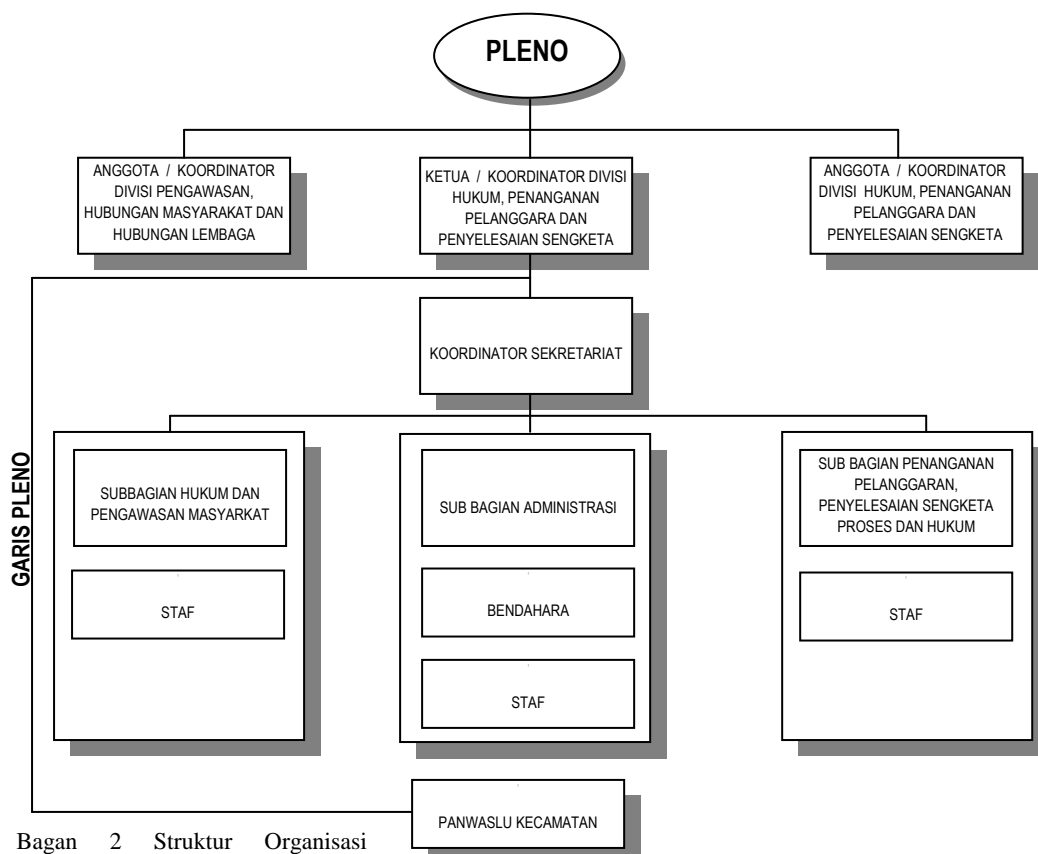 PLENO
ANGGOTA / KOORDINATOR
DIVISI PENGAWASAN,
HUBUNGAN MASYARAKAT DAN
HUBUNGAN LEMBAGA
KETUA / KOORDINATOR DIVISI
HUKUM, PENANGANAN
PELANGGARA DAN
PENYELESAIAN SENGKETA
ANGGOTA / KOORDINATOR
DIVISI HUKUM, PENANGANAN
PELANGGARA DAN
PENYELESAIAN SENGKETA
KOORDINATOR SEKRETARIAT
GARIS PLENO
SUBBAGIAN HUKUM DAN
PENGAWASAN MASYARKAT
STAF
SUB BAGIAN ADMINISTRASI
BENDAHARA
STAF
SUB BAGIAN PENANGANAN
PELANGGARAN,
PENYELESAIAN SENGKETA
PROSES DAN HUKUM
STAF
PANWASLU KECAMATAN
Bagan 2 Struktur Organisasi